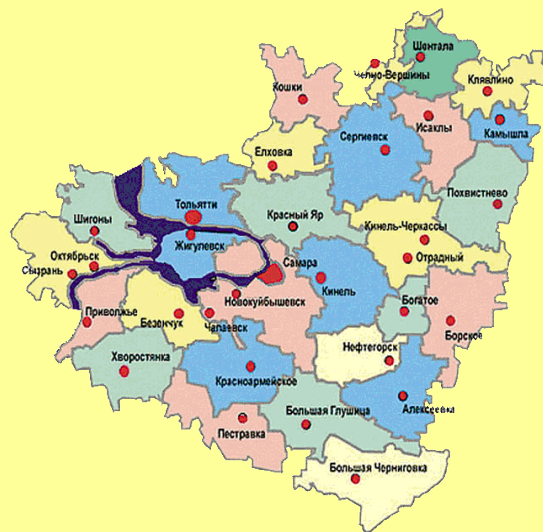 Шентала
Челно-Вершины
Клявлино
Кошки
Исаклы
Камышла
Сергиевск
Елховка
Похвистнево
Тольятти
Красный Яр
Шигоны
Кинель-Черкассы
Жигулевск
Октябрьск
Самара
Отрадный
Сызрань
Кинель
Новокуйбышевск
Богатое
Приволжье
Безенчук
Чапаевск
Борское
Нефтегорск
Хворостянка
Красноармейское
Большая Глушица
Алексеевка
Пестравка
Большая Черниговка